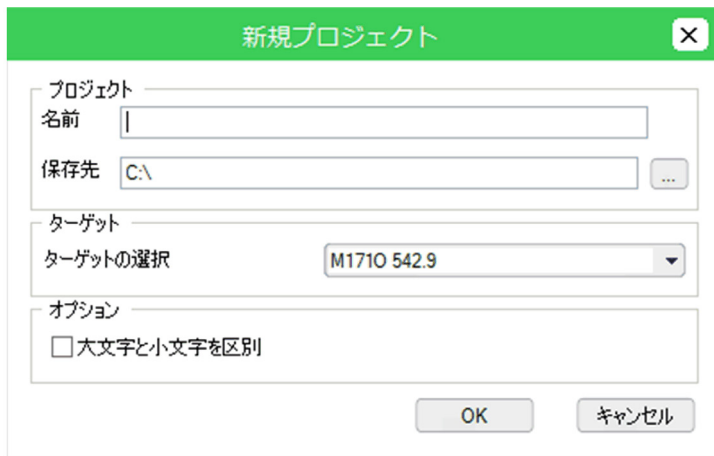 新規プロジェクト
プロジェクト
名前
保存先 C:\ ...
ターゲット
ターゲットの選択 M171O 542.9
オプション
大文字と小文字を区別
OK キャンセル